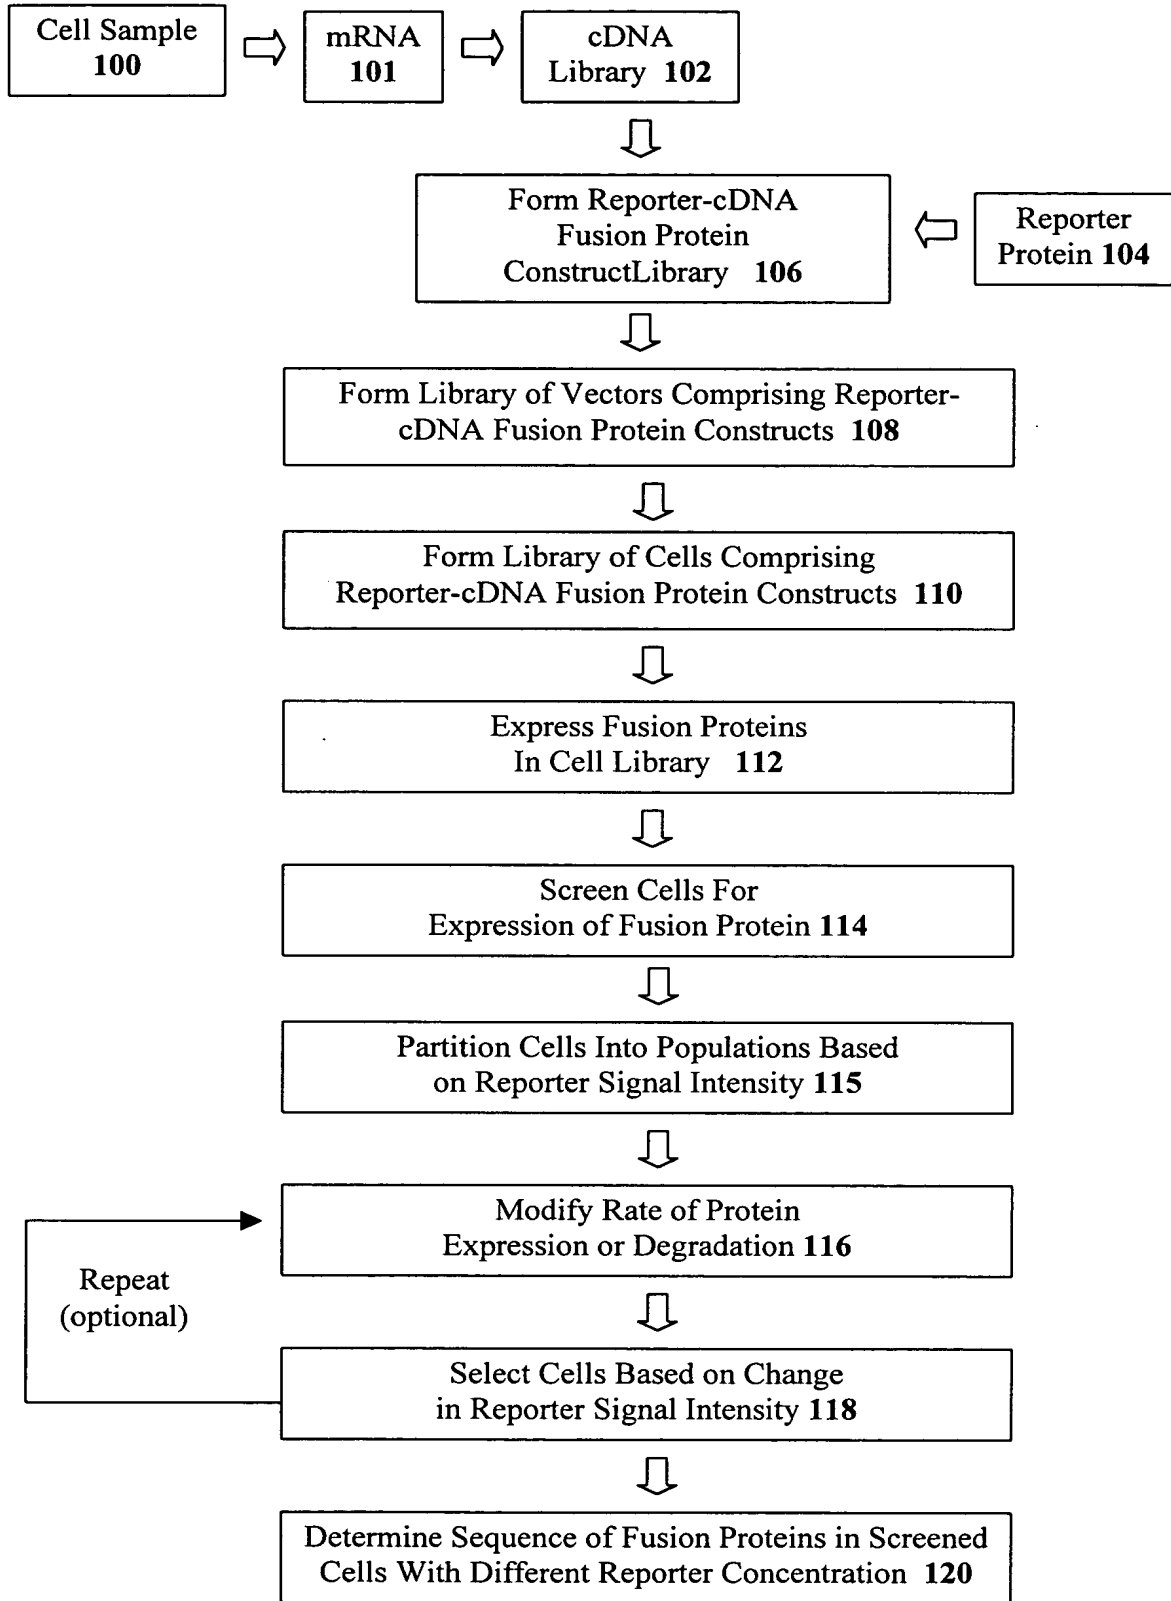 Cell Sample
100
mRNA
101
cDNA
Library 102
Form Reporter-cDNA
Fusion Protein
ConstructLibrary 106
Reporter
Protein 104
Form Library of Vectors Comprising Reporter-
cDNA Fusion Protein Constructs 108
Form Library of Cells Comprising
Reporter-cDNA Fusion Protein Constructs 110
Express Fusion Proteins
In Cell Library 112
Screen Cells For
Expression of Fusion Protein 114
Partition Cells Into Populations Based
on Reporter Signal Intensity 115
Modify Rate of Protein
Expression or Degradation 116
Repeat
(optional)
Select Cells Based on Change
in Reporter Signal Intensity 118
Determine Sequence of Fusion Proteins in Screened
Cells With Different Reporter Concentration 120